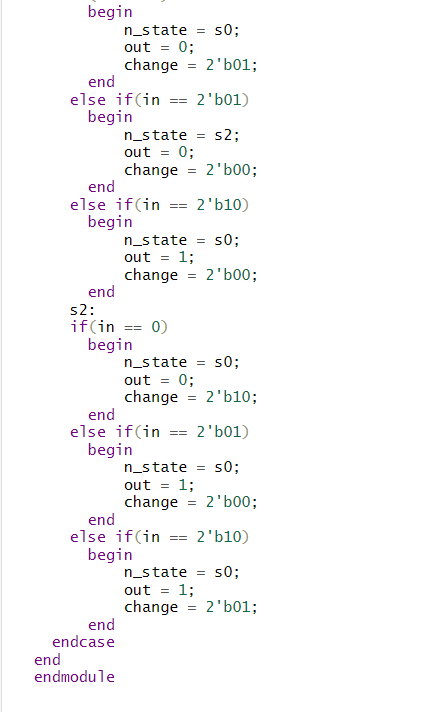 begin
n_state = s0;
out = 0;
change = 2'b01;
end
else if(in == 2'b01)
begin
n_state = s2;
out = 0;
change = 2'b00;
end
else if(in == 2'b10)
begin
n_state = s0;
out = 1;
change = 2'b00;
end
s2:
if(in == 0)
begin
n_state = s0;
out = 0;
change = 2'b10;
end
else if(in == 2'b01)
begin
n_state = s0;
out = 1;
change = 2'b00;
end
else if(in == 2'b10)
begin
n_state = s0;
out = 1;
change = 2'b01;
end
endcase
end
endmodule